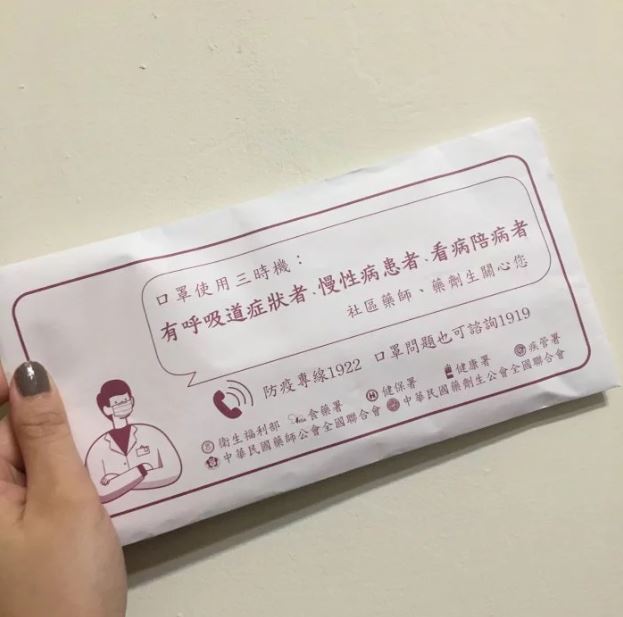 口罩使用三時機：
有呼吸道症狀者、慢性病患者、看病陪病者
社區藥師、藥劑生關心您
防疫專線1922 口罩問題也可諮詢1919
衛生福利部 食藥署 健保署 健康署 疾管署
中華民國藥師公會全國聯合會 中華民國藥劑生公會全國聯合會